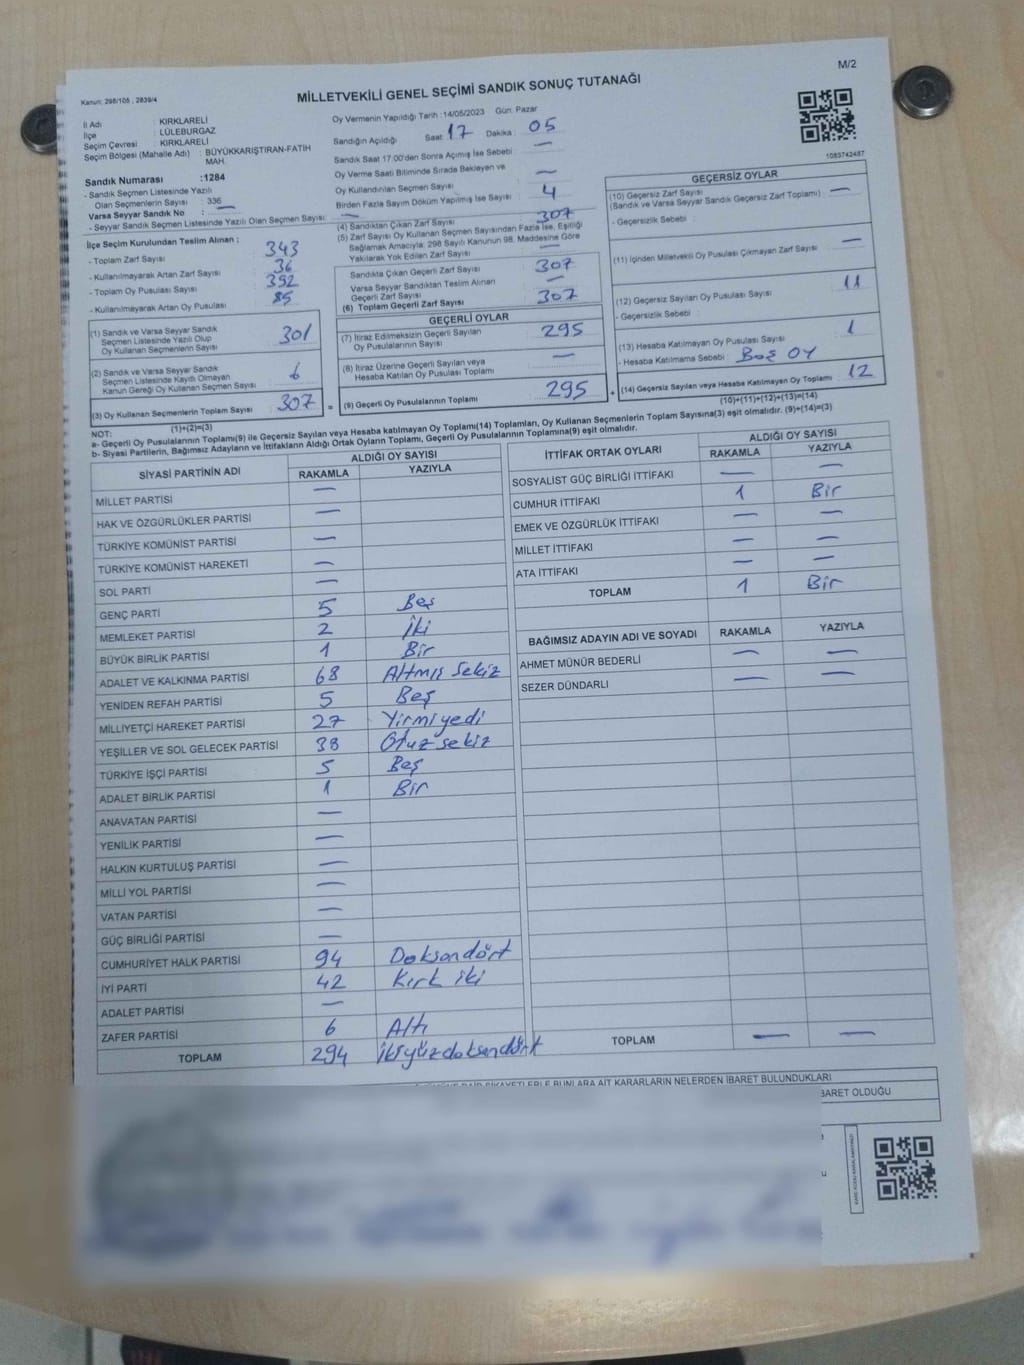 M/2
Kanun: 298/105 , 2839/4
MİLLETVEKİLİ GENEL SEÇİMİ SANDIK SONUÇ TUTANAĞI
İl Adı : KIRKLARELİ
İlçe : LÜLEBURGAZ
Seçim Çevresi : KIRKLARELİ
Seçim Bölgesi (Mahalle Adı) : BÜYÜKKARIŞTIRAN-FATİH MAH.
Sandık Numarası : 1284
- Sandık Seçmen Listesinde Yazılı
Olan Seçmenlerin Sayısı : 336
Varsa Seyyar Sandık No : —
- Seyyar Sandık Seçmen Listesinde Yazılı Olan Seçmen Sayısı: —
İlçe Seçim Kurulundan Teslim Alınan :
- Toplam Zarf Sayısı 343
- Kullanılmayarak Artan Zarf Sayısı 36
- Toplam Oy Pusulası Sayısı 392
- Kullanılmayarak Artan Oy Pusulası 85
(1) Sandık ve Varsa Seyyar Sandık
Seçmen Listesinde Yazılı Olup
Oy Kullanan Seçmenlerin Sayısı 301
(2) Sandık ve Varsa Seyyar Sandık
Seçmen Listesinde Kayıtlı Olmayan
Kanun Gereği Oy Kullanan Seçmen Sayısı 6
(3) Oy Kullanan Seçmenlerin Toplam Sayısı 307 =
(1)+(2)=(3)
Oy Vermenin Yapıldığı Tarih : 14/05/2023 Gün: Pazar
Sandığın Açıldığı Saat 17 Dakika : 05
Sandık Saat 17:00'den Sonra Açılmış İse Sebebi : —
Oy Verme Saati Bitiminde Sırada Bekleyen ve
Oy Kullandırılan Seçmen Sayısı —
Birden Fazla Sayım Döküm Yapılmış İse Sayısı : 4
(4) Sandıktan Çıkan Zarf Sayısı 307
(5) Zarf Sayısı Oy Kullanan Seçmen Sayısından Fazla İse, Eşitliği
Sağlamak Amacıyla; 298 Sayılı Kanunun 98. Maddesine Göre
Yakılarak Yok Edilen Zarf Sayısı —
Sandıkta Çıkan Geçerli Zarf Sayısı 307
Varsa Seyyar Sandıktan Teslim Alınan
Geçerli Zarf Sayısı —
(6) Toplam Geçerli Zarf Sayısı 307
GEÇERLİ OYLAR
(7) İtiraz Edilmeksizin Geçerli Sayılan
Oy Pusulasının Sayısı 295
(8) İtiraz Üzerine Geçerli Sayılan veya
Hesaba Katılan Oy Pusulası Toplamı —
(9) Geçerli Oy Pusulalarının Toplamı 295 +
1083742487
GEÇERSİZ OYLAR
(10) Geçersiz Zarf Sayısı —
(Sandık ve Varsa Seyyar Sandık Geçersiz Zarf Toplamı)
- Geçersizlik Sebebi :
(11) İçinden Milletvekili Oy Pusulası Çıkmayan Zarf Sayısı —
(12) Geçersiz Sayılan Oy Pusulası Sayısı 11
- Geçersizlik Sebebi :
(13) Hesaba Katılmayan Oy Pusulası Sayısı 1
- Hesaba Katılmama Sebebi : Boş OY
(14) Geçersiz Sayılan veya Hesaba Katılmayan Oy Toplamı 12
(10)+(11)+(12)+(13)=(14)
NOT:
a- Geçerli Oy Pusulalarının Toplamı(9) ile Geçersiz Sayılan veya Hesaba katılmayan Oy Toplamı(14) Toplamları, Oy Kullanan Seçmenlerin Toplam Sayısına(3) eşit olmalıdır. (9)+(14)=(3)
b- Siyasi Partilerin, Bağımsız Adayların ve İttifakların Aldığı Ortak Oyların Toplamı, Geçerli Oy Pusulalarının Toplamına(9) eşit olmalıdır.
SİYASİ PARTİNİN ADI ALDIĞI OY SAYISI
RAKAMLA YAZIYLA
MİLLET PARTİSİ —
HAK VE ÖZGÜRLÜKLER PARTİSİ —
TÜRKİYE KOMÜNİST PARTİSİ —
TÜRKİYE KOMÜNİST HAREKETİ —
SOL PARTİ —
GENÇ PARTİ 5 Beş
MEMLEKET PARTİSİ 2 İki
BÜYÜK BİRLİK PARTİSİ 1 Bir
ADALET VE KALKINMA PARTİSİ 68 Altmış Sekiz
YENİDEN REFAH PARTİSİ 5 Beş
MİLLİYETÇİ HAREKET PARTİSİ 27 Yirmiyedi
YEŞİLLER VE SOL GELECEK PARTİSİ 38 Otuz sekiz
TÜRKİYE İŞÇİ PARTİSİ 5 Beş
ADALET BİRLİK PARTİSİ 1 Bir
ANAVATAN PARTİSİ —
YENİLİK PARTİSİ —
HALKIN KURTULUŞ PARTİSİ —
MİLLİ YOL PARTİSİ —
VATAN PARTİSİ —
GÜÇ BİRLİĞİ PARTİSİ —
CUMHURİYET HALK PARTİSİ 94 Doksandört
İYİ PARTİ 42 Kırk iki
ADALET PARTİSİ —
ZAFER PARTİSİ 6 Altı
TOPLAM 294 İkiyüzdoksandört
İTTİFAK ORTAK OYLARI ALDIĞI OY SAYISI
RAKAMLA YAZIYLA
SOSYALİST GÜÇ BİRLİĞİ İTTİFAKI — —
CUMHUR İTTİFAKI 1 Bir
EMEK VE ÖZGÜRLÜK İTTİFAKI — —
MİLLET İTTİFAKI — —
ATA İTTİFAKI — —
TOPLAM 1 Bir
BAĞIMSIZ ADAYIN ADI VE SOYADI RAKAMLA YAZIYLA
AHMET MÜNÜR BEDERLİ — —
SEZER DÜNDARLI — —
TOPLAM — —
ŞİKAYETLERLE BUNLARA AİT KARARLARIN NELERDEN İBARET BULUNDUKLARI
BARET OLDUĞU